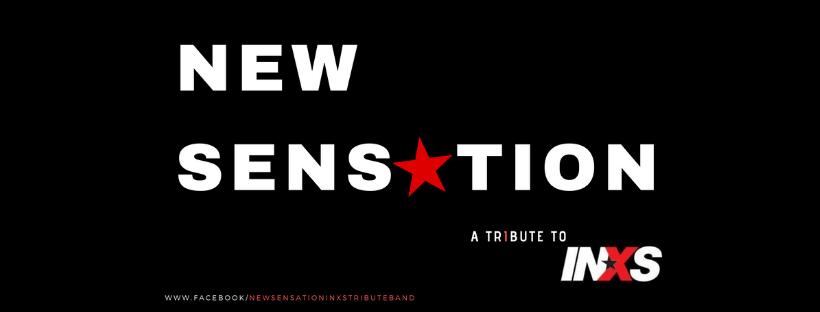 NEW
SENS★TION
A TR1BUTE TO
INXS
WWW.FACEBOOK/NEWSENSATIONINXSTRIBUTEBAND